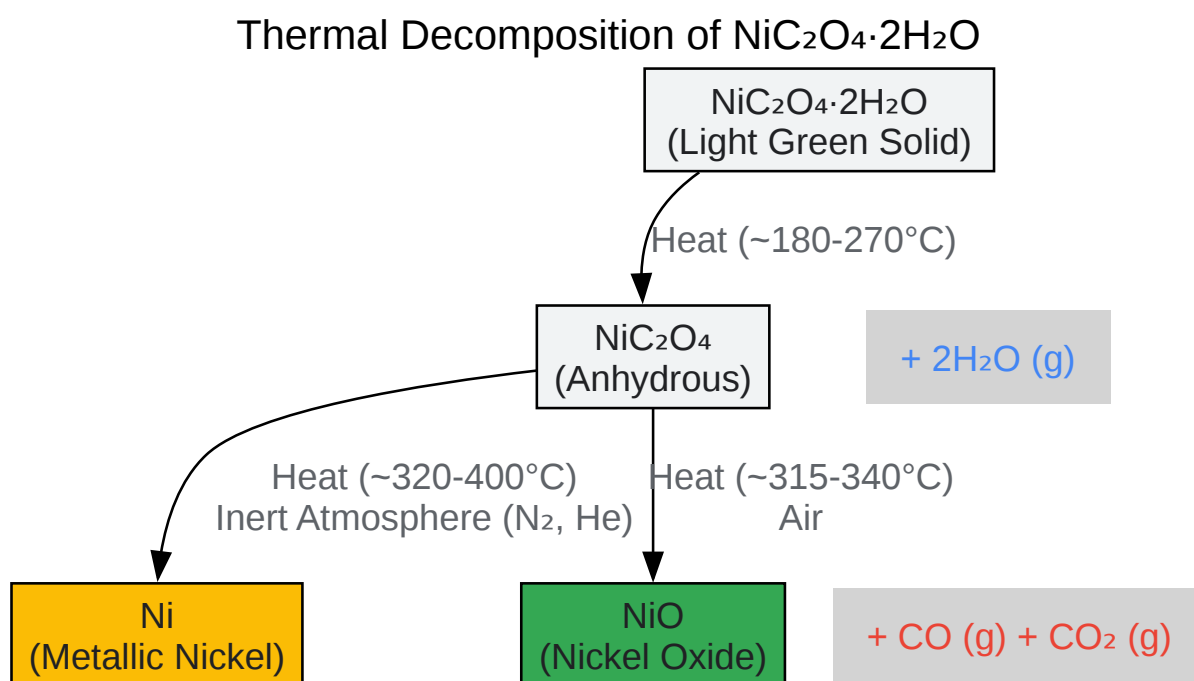 Thermal Decomposition of NiC₂O₄·2H₂O
NiC₂O₄·2H₂O
(Light Green Solid)
Heat (~180-270°C)
NiC₂O₄
(Anhydrous)
+ 2H₂O (g)
Heat (~320-400°C)
Inert Atmosphere (N₂, He)
Heat (~315-340°C)
Air
Ni
(Metallic Nickel)
NiO
(Nickel Oxide)
+ CO (g) + CO₂ (g)